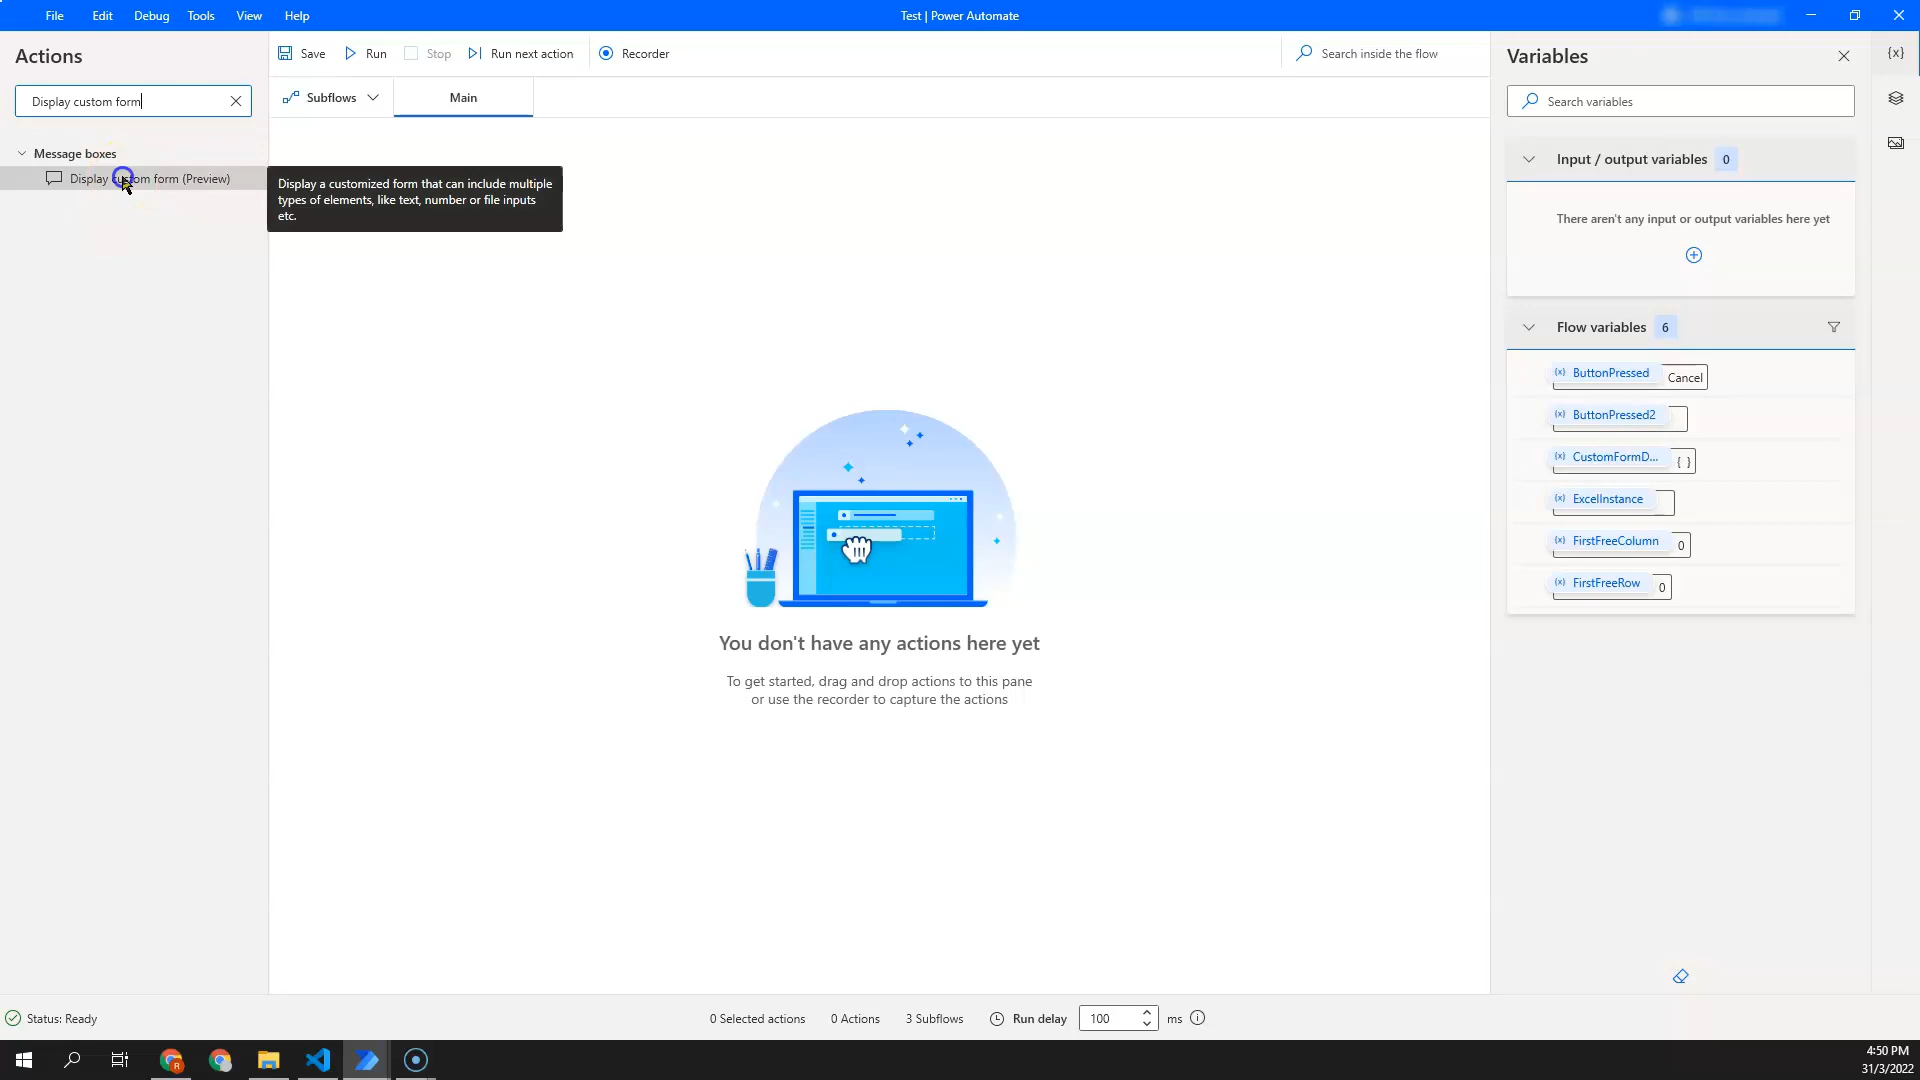 File Edit Debug Tools View Help
Test | Power Automate
Actions
Display custom form
Message boxes
Display custom form (Preview)
Display a customized form that can include multiple
types of elements, like text, number or file inputs
etc.
Save Run Stop Run next action Recorder
Search inside the flow
Subflows Main
You don't have any actions here yet
To get started, drag and drop actions to this pane
or use the recorder to capture the actions
Variables
{x}
Search variables
Input / output variables 0
There aren't any input or output variables here yet
Flow variables 6
(x) ButtonPressed Cancel
(x) ButtonPressed2
(x) CustomFormD... { }
(x) ExcelInstance
(x) FirstFreeColumn 0
(x) FirstFreeRow 0
Status: Ready
0 Selected actions 0 Actions 3 Subflows Run delay 100 ms
4:50 PM
31/3/2022